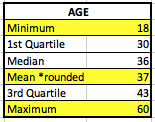 AGE
Minimum 18
1st Quartile 30
Median 36
Mean *rounded 37
3rd Quartile 43
Maximum 60